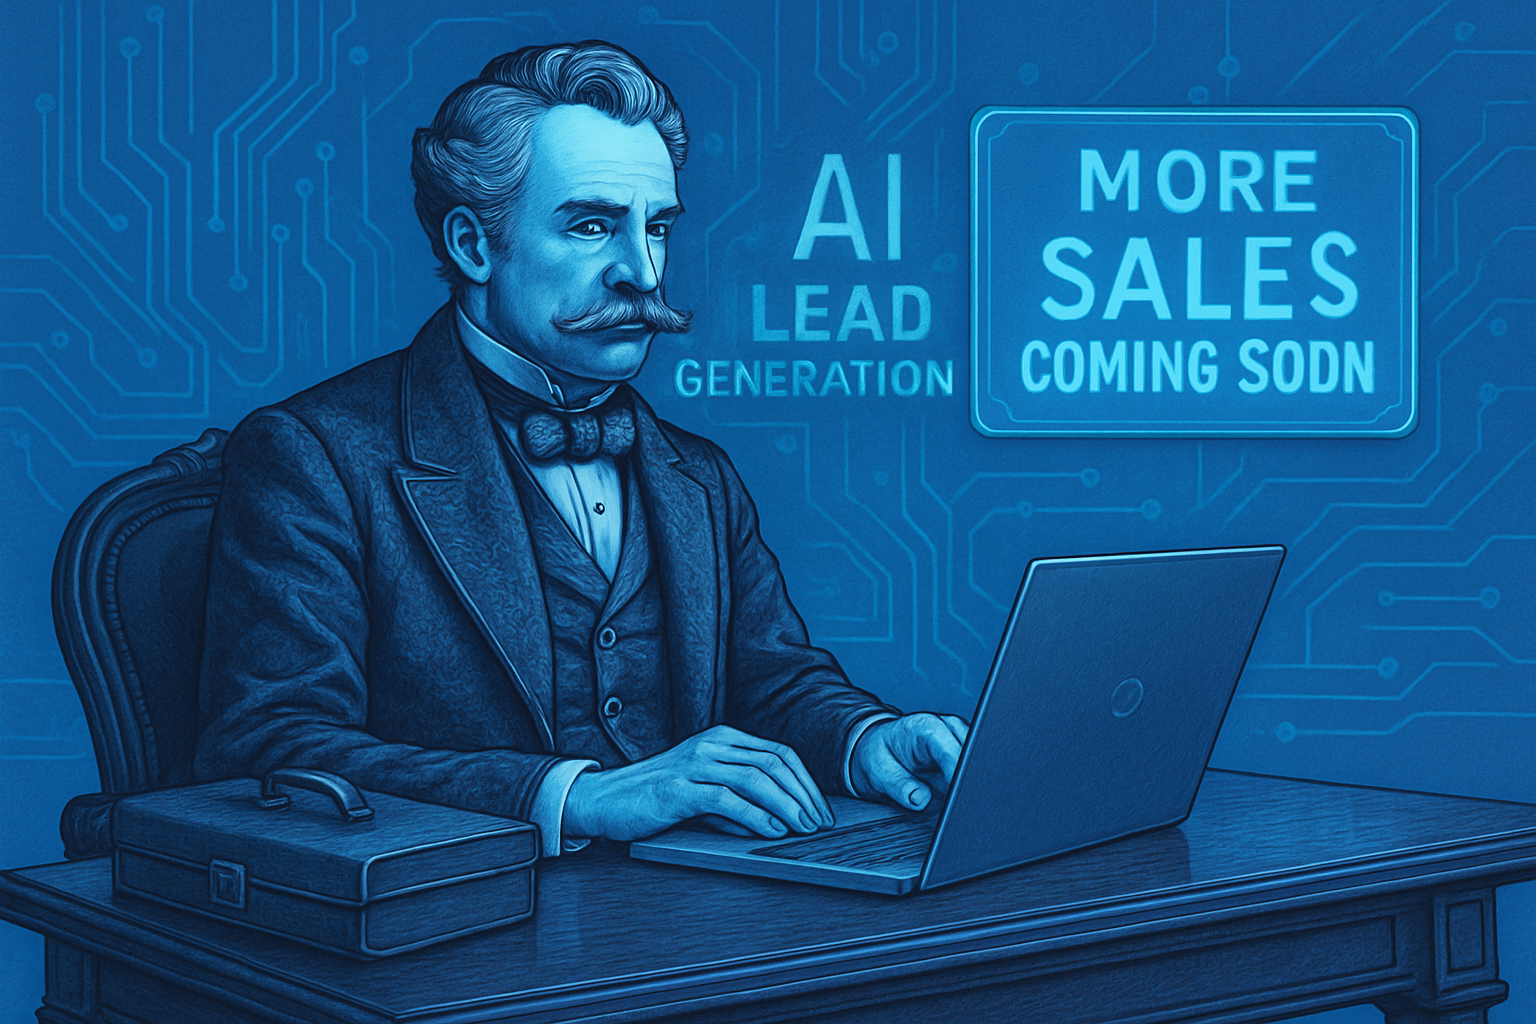 AI
LEAD
GENERATION
MORE
SALES
COMING SODN